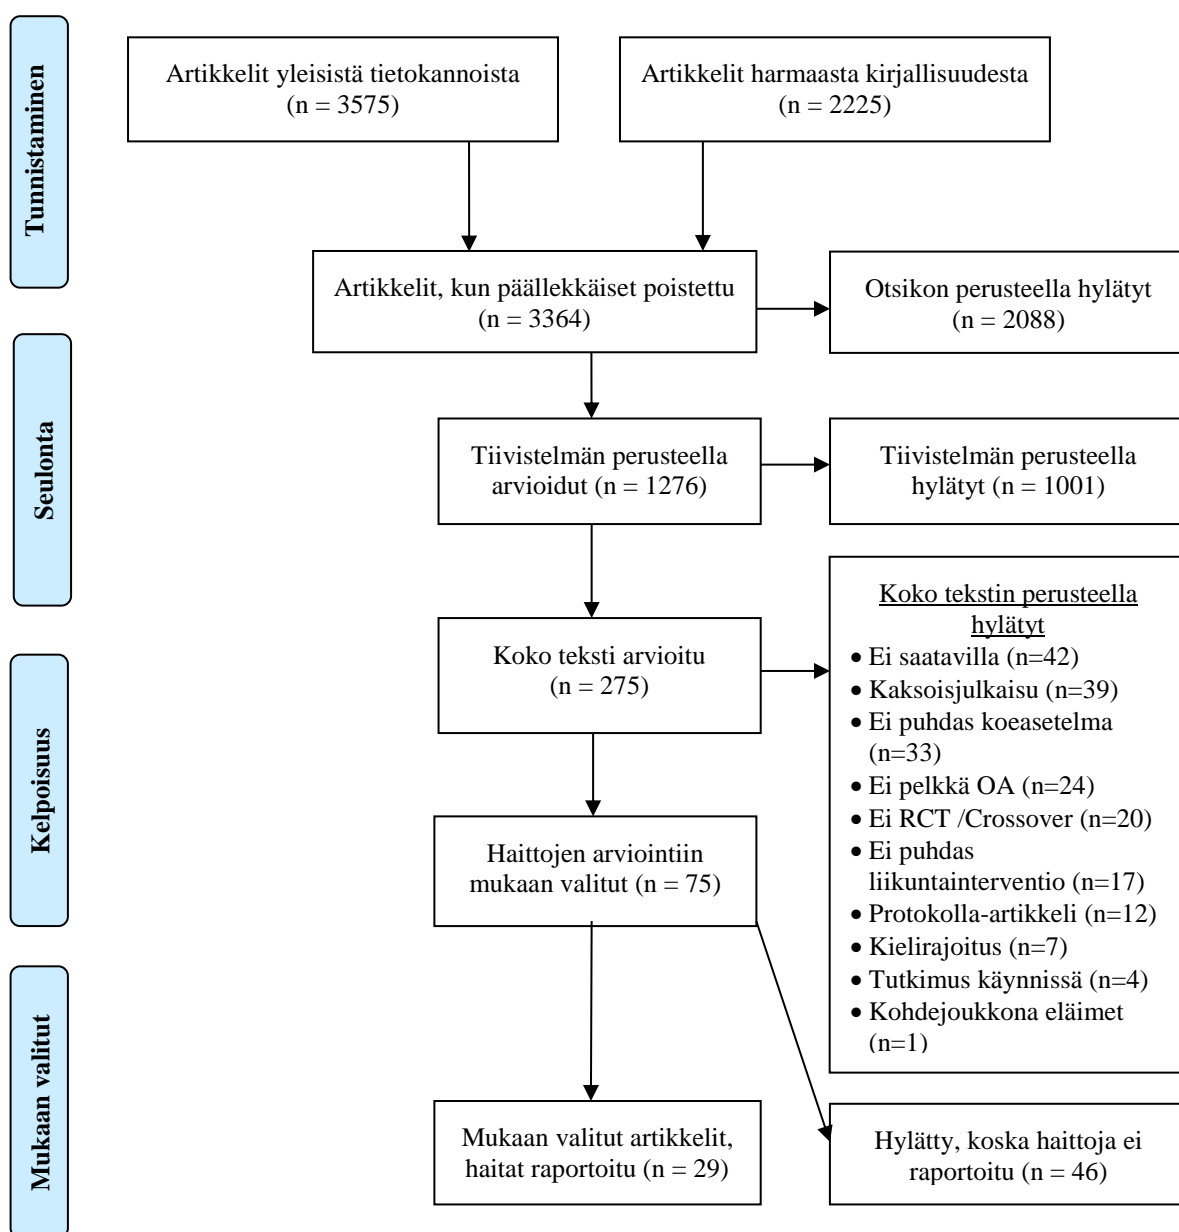 Tunnistaminen
Artikkelit yleisistä tietokannoista
(n = 3575)
Artikkelit harmaasta kirjallisuudesta
(n = 2225)
Artikkelit, kun päällekkäiset poistettu
(n = 3364)
Otsikon perusteella hylätyt
(n = 2088)
Seulonta
Tiivistelmän perusteella
arvioidut (n = 1276)
Tiivistelmän perusteella
hylätyt (n = 1001)
Kelpoisuus
Koko teksti arvioitu
(n = 275)
Koko tekstin perusteella
hylätyt
• Ei saatavilla (n=42)
• Kaksoisjulkaisu (n=39)
• Ei puhdas koeasetelma
(n=33)
• Ei pelkkä OA (n=24)
• Ei RCT /Crossover (n=20)
• Ei puhdas
liikuntainterventio (n=17)
• Protokolla-artikkeli (n=12)
• Kielirajoitus (n=7)
• Tutkimus käynnissä (n=4)
• Kohdejoukkona eläimet
(n=1)
Haittojen arviointiin
mukaan valitut (n = 75)
Mukaan valitut
Mukaan valitut artikkelit,
haitat raportoitu (n = 29)
Hylätty, koska haittoja ei
raportoitu (n = 46)